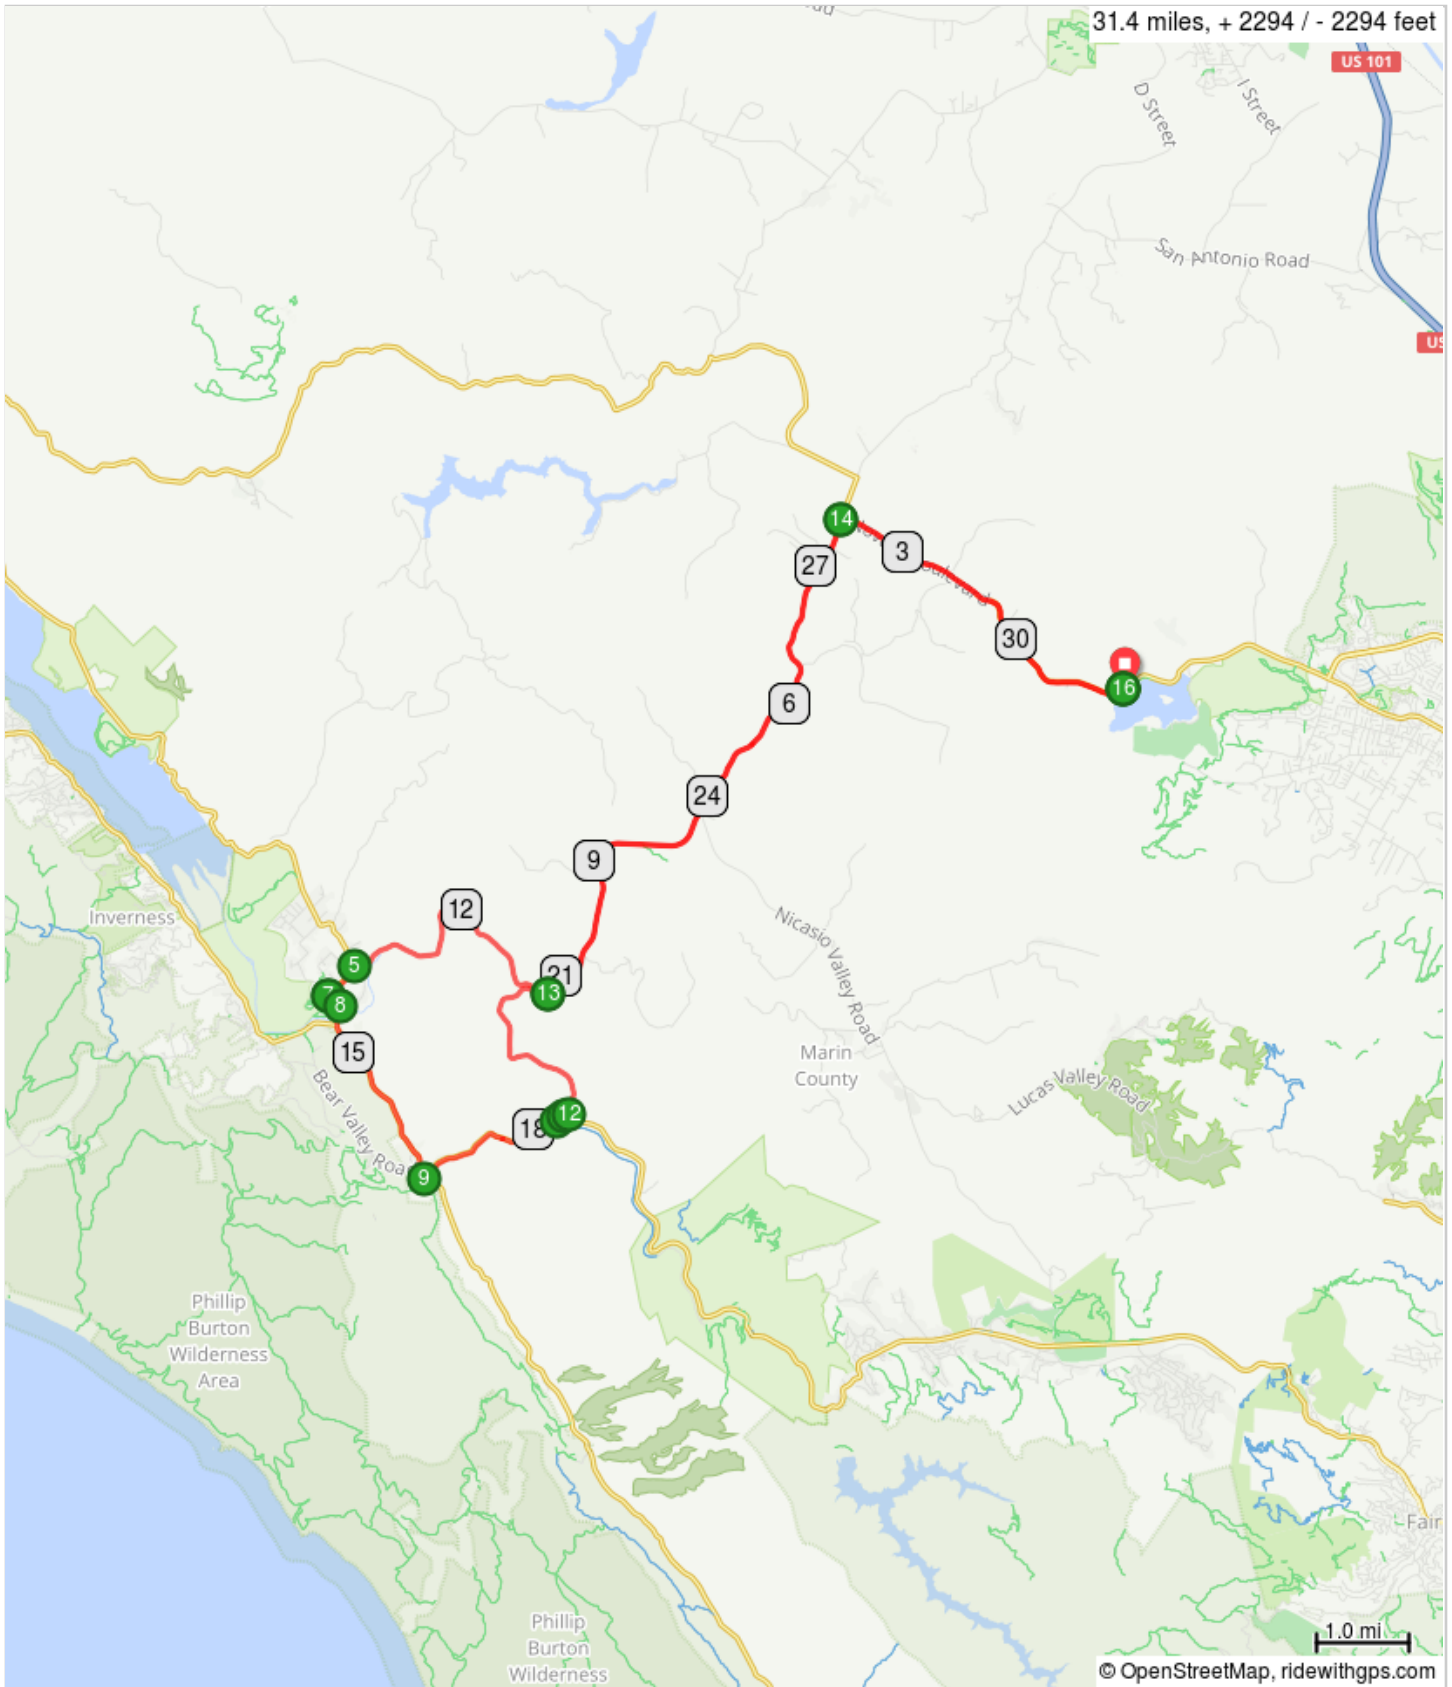 31.4 miles, + 2294 / - 2294 feet
US 101
D Street
I Street
San Antonio Road
14
3
27
30
16
6
24
9
Inverness
12
5
21
13
7
8
Nicasio Valley Road
15
Marin
County
Lucas Valley Road
Bear Valley Roa
18
12
9
Phillip
Burton
Wilderness
Area
Fair
Phillip
Burton
Wilderness
1.0 mi
© OpenStreetMap, ridewithgps.com